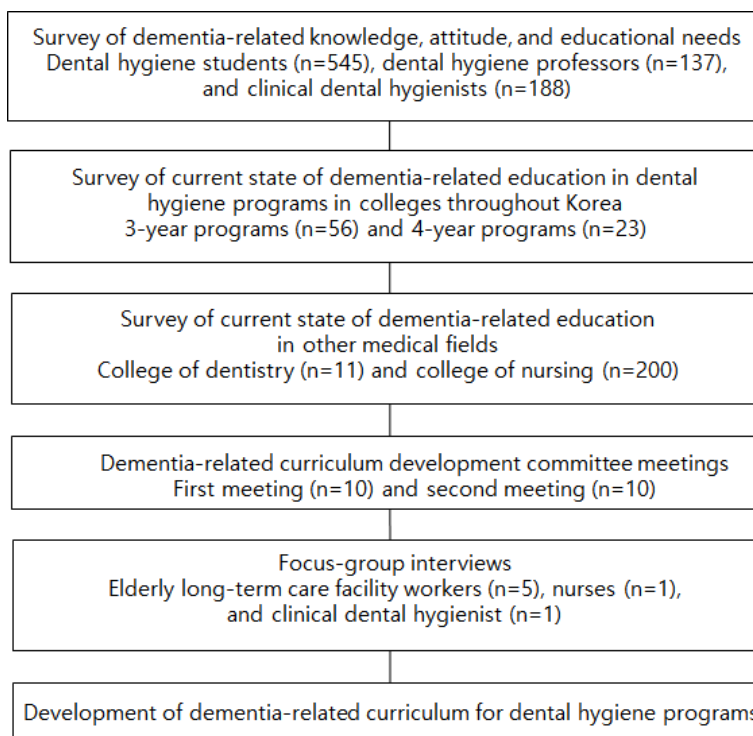 Survey of dementia-related knowledge, attitude, and educational needs
Dental hygiene students (n=545), dental hygiene professors (n=137),
and clinical dental hygienists (n=188)
Survey of current state of dementia-related education in dental
hygiene programs in colleges throughout Korea
3-year programs (n=56) and 4-year programs (n=23)
Survey of current state of dementia-related education
in other medical fields
College of dentistry (n=11) and college of nursing (n=200)
Dementia-related curriculum development committee meetings
First meeting (n=10) and second meeting (n=10)
Focus-group interviews
Elderly long-term care facility workers (n=5), nurses (n=1),
and clinical dental hygienist (n=1)
Development of dementia-related curriculum for dental hygiene programs